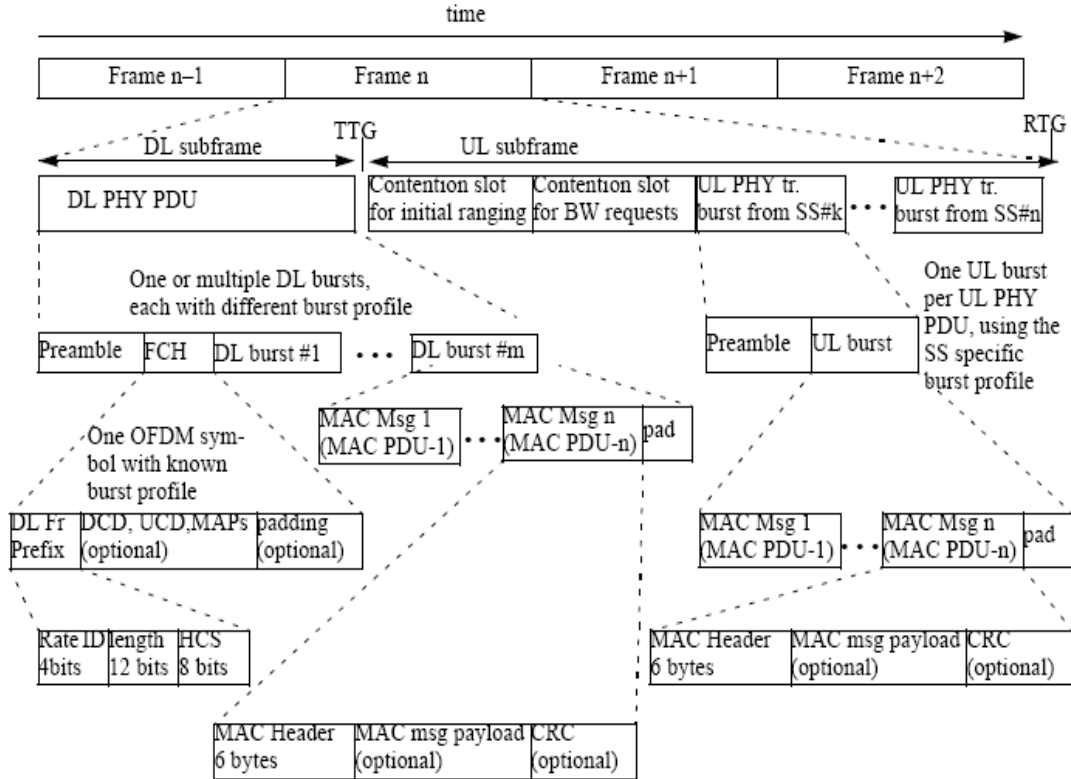 time
Frame n–1 Frame n Frame n+1 Frame n+2
TTG RTG
DL subframe UL subframe
DL PHY PDU
Contention slot
for initial ranging
Contention slot
for BW requests
UL PHY tr.
burst from SS#k
•••
UL PHY tr.
burst from SS#n
One or multiple DL bursts,
each with different burst profile
One UL burst
per UL PHY
PDU, using the
SS specific
burst profile
Preamble FCH DL burst #1 ••• DL burst #m
Preamble UL burst
MAC Msg 1
(MAC PDU-1)
•••
MAC Msg n
(MAC PDU-n)
pad
One OFDM sym-
bol with known
burst profile
DL Fr
Prefix
DCD, UCD,MAPs
(optional)
padding
(optional)
MAC Msg 1
(MAC PDU-1)
•••
MAC Msg n
(MAC PDU-n)
pad
Rate ID
4bits
length
12 bits
HCS
8 bits
MAC Header
6 bytes
MAC msg payload
(optional)
CRC
(optional)
MAC Header
6 bytes
MAC msg payload
(optional)
CRC
(optional)